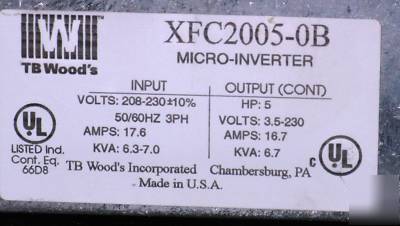 XFC2005-0B
MICRO-INVERTER
W
TB Wood's
INPUT
VOLTS: 208-230±10%
50/60HZ 3PH
AMPS: 17.6
KVA: 6.3-7.0
OUTPUT (CONT)
HP: 5
VOLTS: 3.5-230
AMPS: 16.7
KVA: 6.7
UL
LISTED Ind.
Cont. Eq.
66D8
c UL
TB Wood's Incorporated Chambersburg, PA
Made in U.S.A.